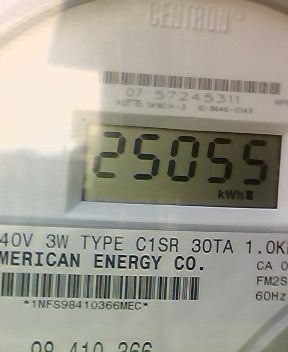 CENTRON
07 57245311
25055
kWh
40V 3W TYPE C1SR 30TA 1.0K
MERICAN ENERGY CO.
CA 0
FM2S
*1NFS98410366MEC*
60Hz
98 410 366